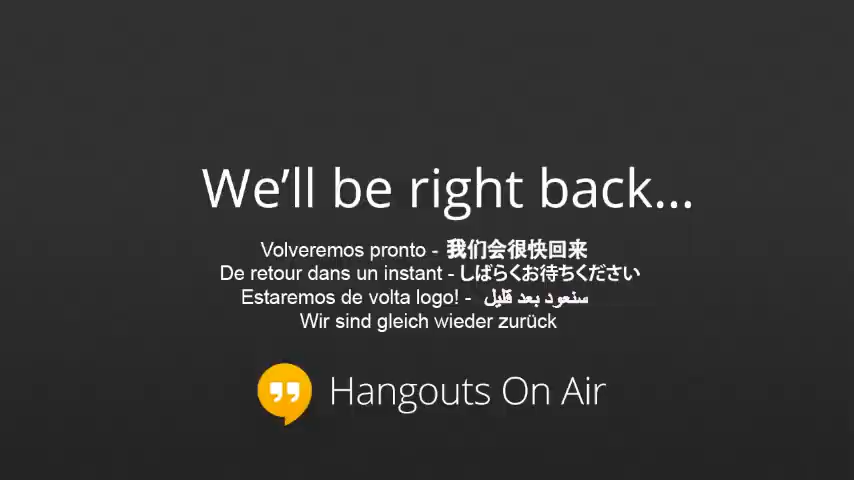 We'll be right back...
Volveremos pronto - 我们会很快回来
De retour dans un instant - しばらくお待ちください
Estaremos de volta logo! - سنعود بعد قليل
Wir sind gleich wieder zurück
Hangouts On Air